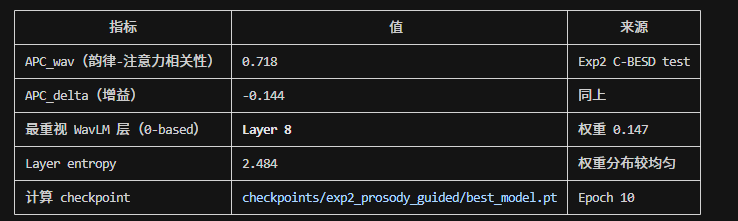 指标 值 来源
APC_wav（韵律-注意力相关性） 0.718 Exp2 C-BESD test
APC_delta（增益） -0.144 同上
最重视 WavLM 层（0-based） Layer 8 权重 0.147
Layer entropy 2.484 权重分布较均匀
计算 checkpoint checkpoints/exp2_prosody_guided/best_model.pt Epoch 10